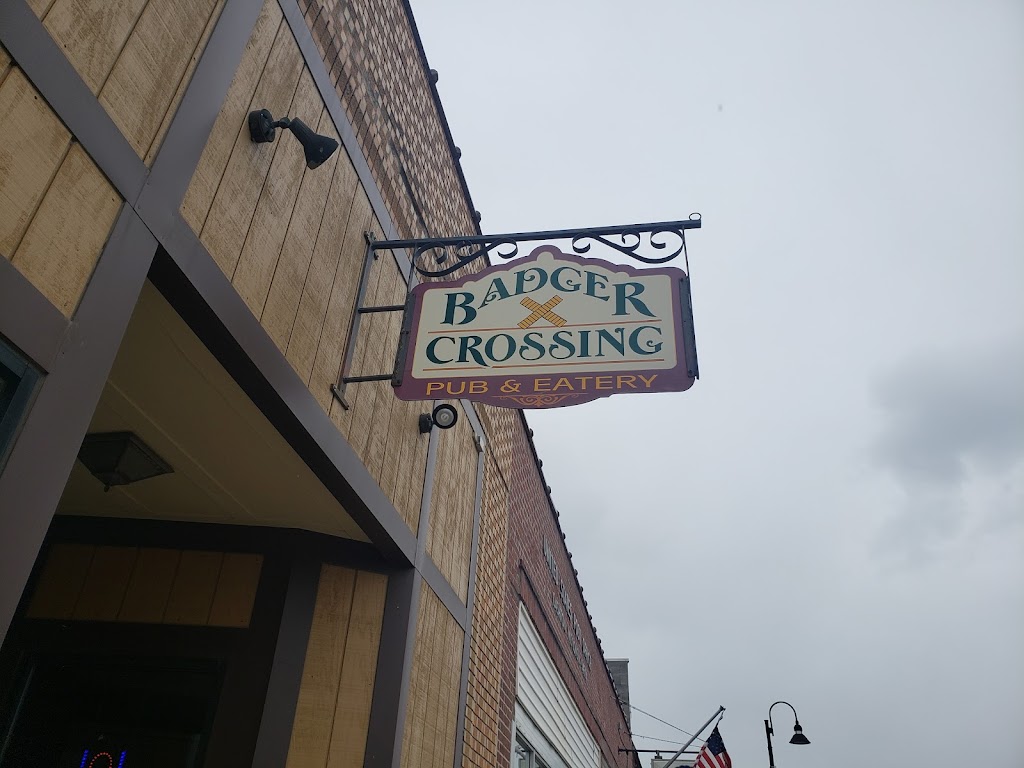 BADGER
CROSSING
PUB & EATERY